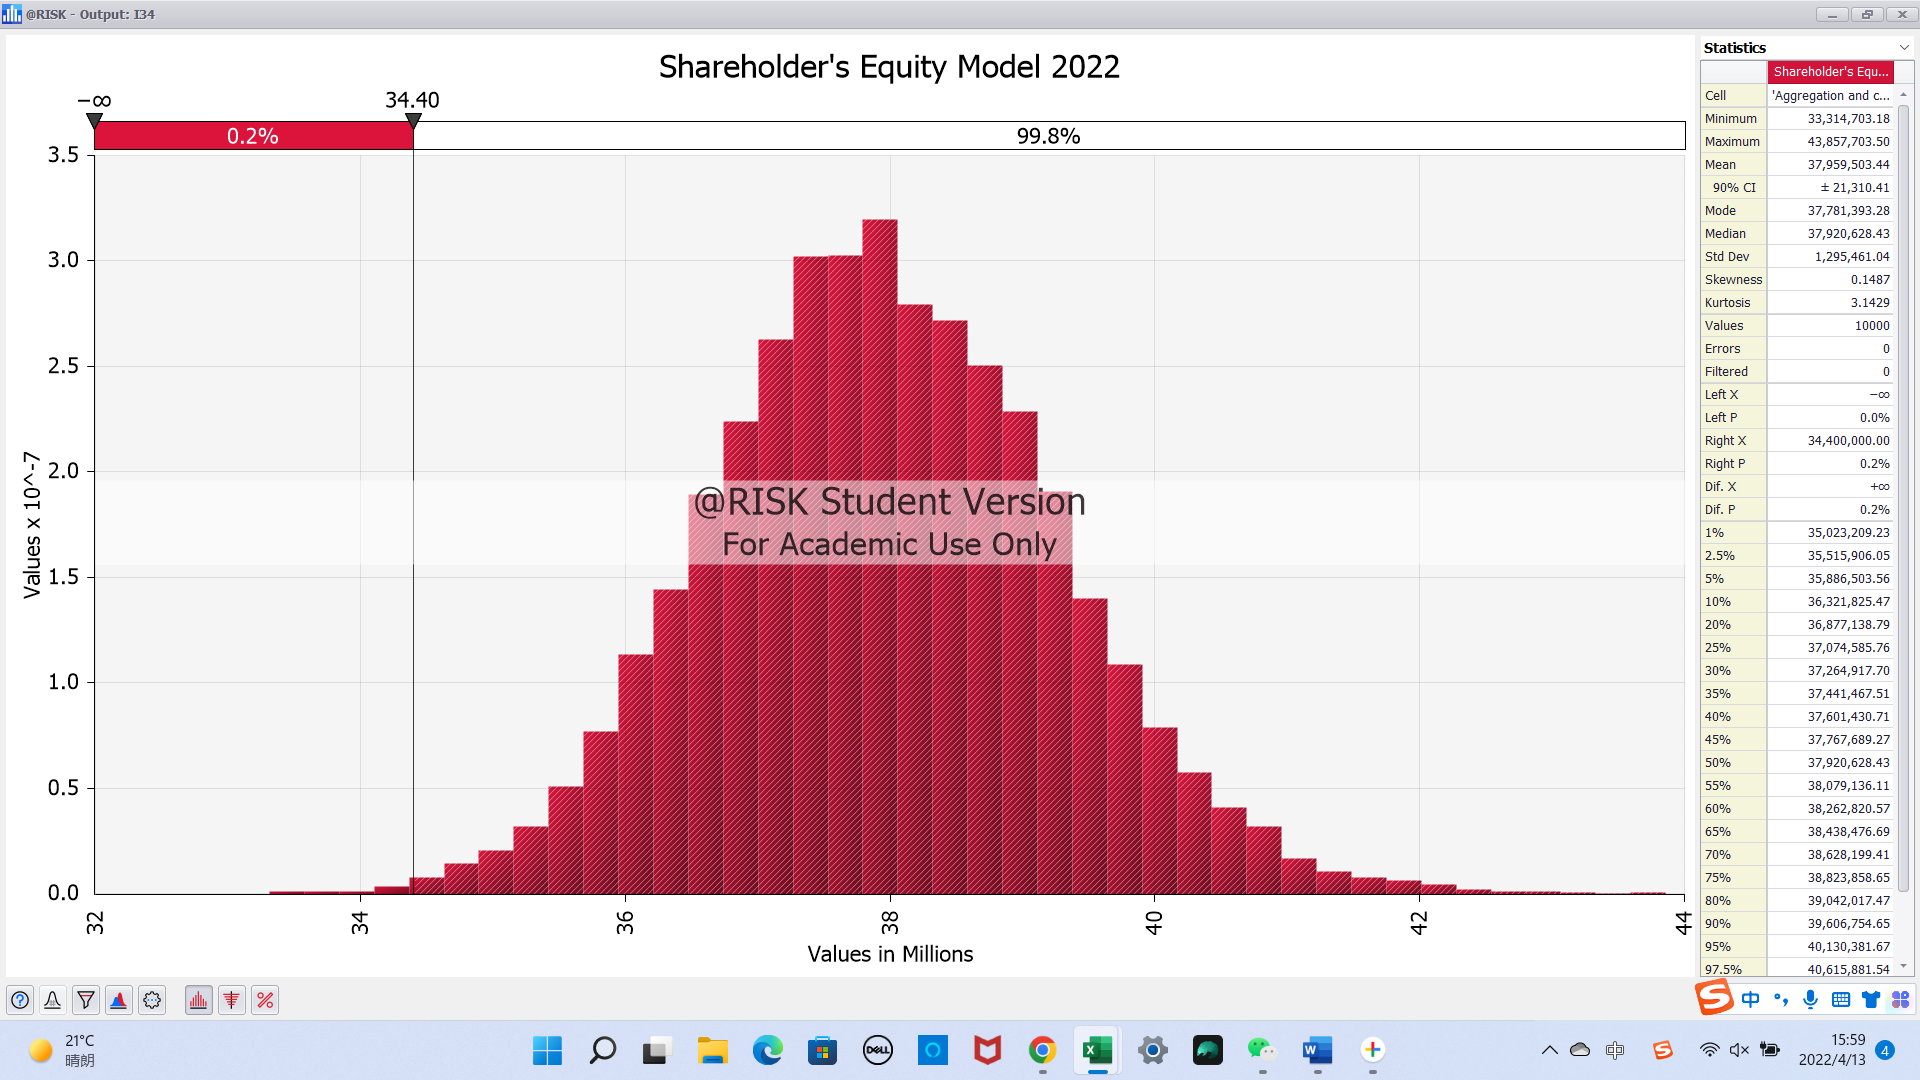 @RISK - Output: I34
Shareholder's Equity Model 2022
−∞
34.40
0.2%
99.8%
3.5
3.0
2.5
2.0
1.5
1.0
0.5
0.0
Values x 10^-7
@RISK Student Version
For Academic Use Only
32
34
36
38
40
42
44
Values in Millions
Statistics
Shareholder's Equ...
Cell 'Aggregation and c...
Minimum 33,314,703.18
Maximum 43,857,703.50
Mean 37,959,503.44
90% CI ± 21,310.41
Mode 37,781,393.28
Median 37,920,628.43
Std Dev 1,295,461.04
Skewness 0.1487
Kurtosis 3.1429
Values 10000
Errors 0
Filtered 0
Left X −∞
Left P 0.0%
Right X 34,400,000.00
Right P 0.2%
Dif. X +∞
Dif. P 0.2%
1% 35,023,209.23
2.5% 35,515,906.05
5% 35,886,503.56
10% 36,321,825.47
20% 36,877,138.79
25% 37,074,585.76
30% 37,264,917.70
35% 37,441,467.51
40% 37,601,430.71
45% 37,767,689.27
50% 37,920,628.43
55% 38,079,136.11
60% 38,262,820.57
65% 38,438,476.69
70% 38,628,199.41
75% 38,823,858.65
80% 39,042,017.47
90% 39,606,754.65
95% 40,130,381.67
97.5% 40,615,881.54
中
21°C
晴朗
DELL
中
15:59
2022/4/13
4